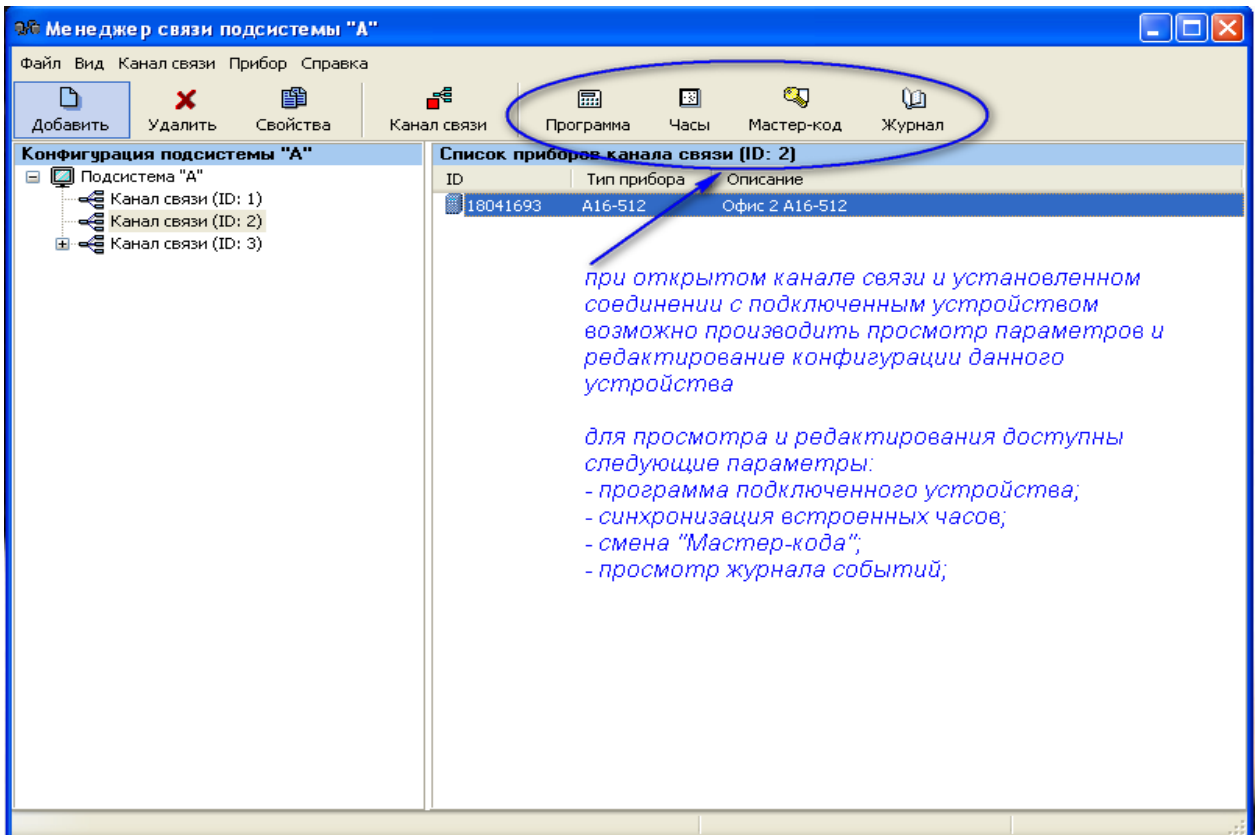 Менеджер связи подсистемы "А"
Файл Вид Канал связи Прибор Справка
Добавить Удалить Свойства Канал связи Программа Часы Мастер-код Журнал
Конфигурация подсистемы "А"
Подсистема "А"
Канал связи (ID: 1)
Канал связи (ID: 2)
Канал связи (ID: 3)
Список приборов канала связи (ID: 2)
ID Тип прибора Описание
18041693 А16-512 Офис 2 А16-512
при открытом канале связи и установленном
соединении с подключенным устройством
возможно производить просмотр параметров и
редактирование конфигурации данного
устройства
для просмотра и редактирования доступны
следующие параметры:
- программа подключенного устройства;
- синхронизация встроенных часов;
- смена "Мастер-кода";
- просмотр журнала событий;